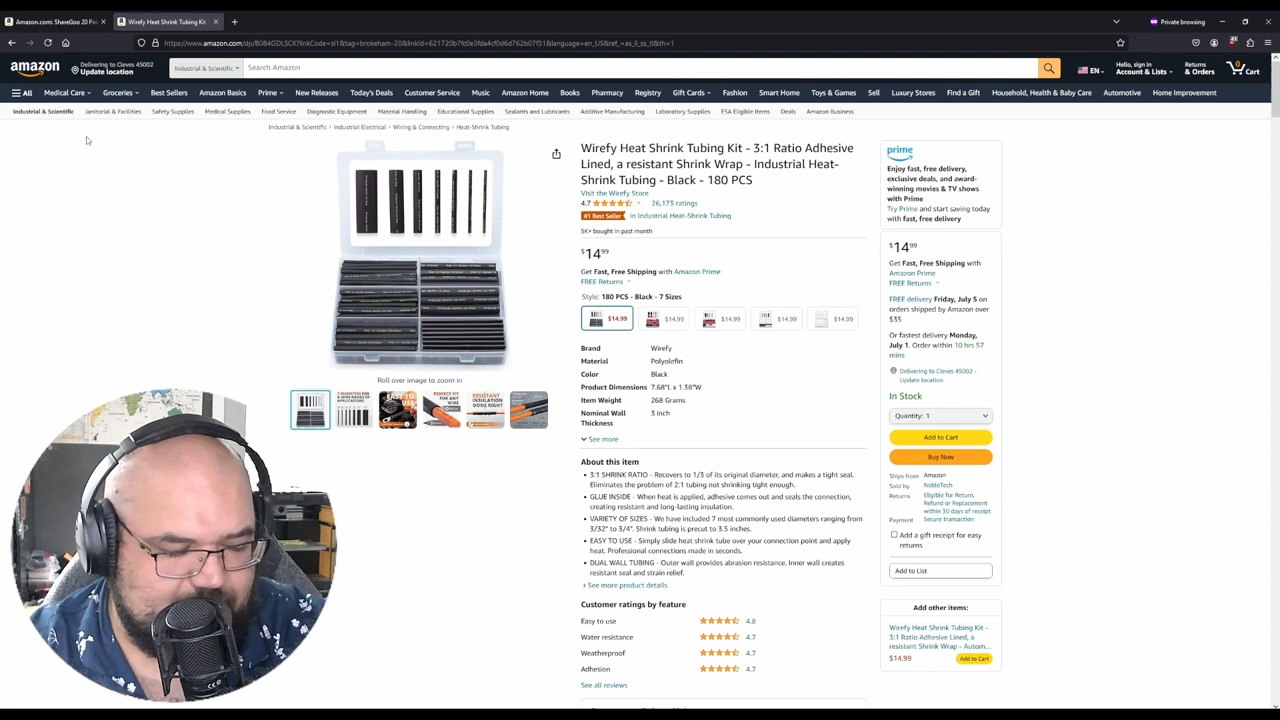 Amazon.com: ShareGoo 20 Pai
Wirefy Heat Shrink Tubing Kit -
Private browsing
amazon
Delivering to Cleves 45002
Update location
Industrial & Scientific
Search Amazon
EN
Hello, sign in
Account & Lists
Returns
& Orders
0
Cart
All
Medical Care
Groceries
Best Sellers
Amazon Basics
Prime
New Releases
Today's Deals
Customer Service
Music
Amazon Home
Books
Pharmacy
Registry
Gift Cards
Fashion
Smart Home
Toys & Games
Sell
Luxury Stores
Find a Gift
Household, Health & Baby Care
Automotive
Home Improvement
Industrial & Scientific
Janitorial & Facilities
Safety Supplies
Medical Supplies
Food Service
Diagnostic Equipment
Material Handling
Educational Supplies
Sealants and Lubricants
Additive Manufacturing
Laboratory Supplies
FSA Eligible Items
Deals
Amazon Business
Industrial & Scientific › Industrial Electrical › Wiring & Connecting › Heat-Shrink Tubing
Roll over image to zoom in
Wirefy Heat Shrink Tubing Kit - 3:1 Ratio Adhesive
Lined, a resistant Shrink Wrap - Industrial Heat-
Shrink Tubing - Black - 180 PCS
Visit the Wirefy Store
4.7
26,173 ratings
#1 Best Seller in Industrial Heat-Shrink Tubing
5K+ bought in past month
$14 99
Get Fast, Free Shipping with Amazon Prime
FREE Returns
Style: 180 PCS - Black - 7 Sizes
$14.99
$14.99
$14.99
$14.99
$14.99
Brand Wirefy
Material Polyolefin
Color Black
Product Dimensions 7.68"L x 1.38"W
Item Weight 268 Grams
Nominal Wall 3 inch
Thickness
See more
About this item
• 3:1 SHRINK RATIO - Recovers to 1/3 of its original diameter, and makes a tight seal.
Eliminates the problem of 2:1 tubing not shrinking tight enough.
• GLUE INSIDE - When heat is applied, adhesive comes out and seals the connection,
creating resistant and long-lasting insulation.
• VARIETY OF SIZES - We have included 7 most commonly used diameters ranging from
3/32" to 3/4". Shrink tubing is precut to 3.5 inches.
• EASY TO USE - Simply slide heat shrink tube over your connection point and apply
heat. Professional connections made in seconds.
• DUAL WALL TUBING - Outer wall provides abrasion resistance. Inner wall creates
resistant seal and strain relief.
› See more product details
Customer ratings by feature
Easy to use 4.8
Water resistance 4.7
Weatherproof 4.7
Adhesion 4.7
See all reviews
prime
Enjoy fast, free delivery,
exclusive deals, and award-
winning movies & TV shows
with Prime
Try Prime and start saving today
with fast, free delivery
$14 99
Get Fast, Free Shipping with
Amazon Prime
FREE Returns
FREE delivery Friday, July 5 on
orders shipped by Amazon over
$35
Or fastest delivery Monday,
July 1. Order within 10 hrs 57
mins
Delivering to Cleves 45002 -
Update location
In Stock
Quantity: 1
Add to Cart
Buy Now
Ships from Amazon
Sold by NobleTech
Returns Eligible for Return,
Refund or Replacement
within 30 days of receipt
Payment Secure transaction
Add a gift receipt for easy
returns
Add to List
Add other items:
Wirefy Heat Shrink Tubing Kit -
3:1 Ratio Adhesive Lined, a
resistant Shrink Wrap - Autom...
$14.99
Add to Cart